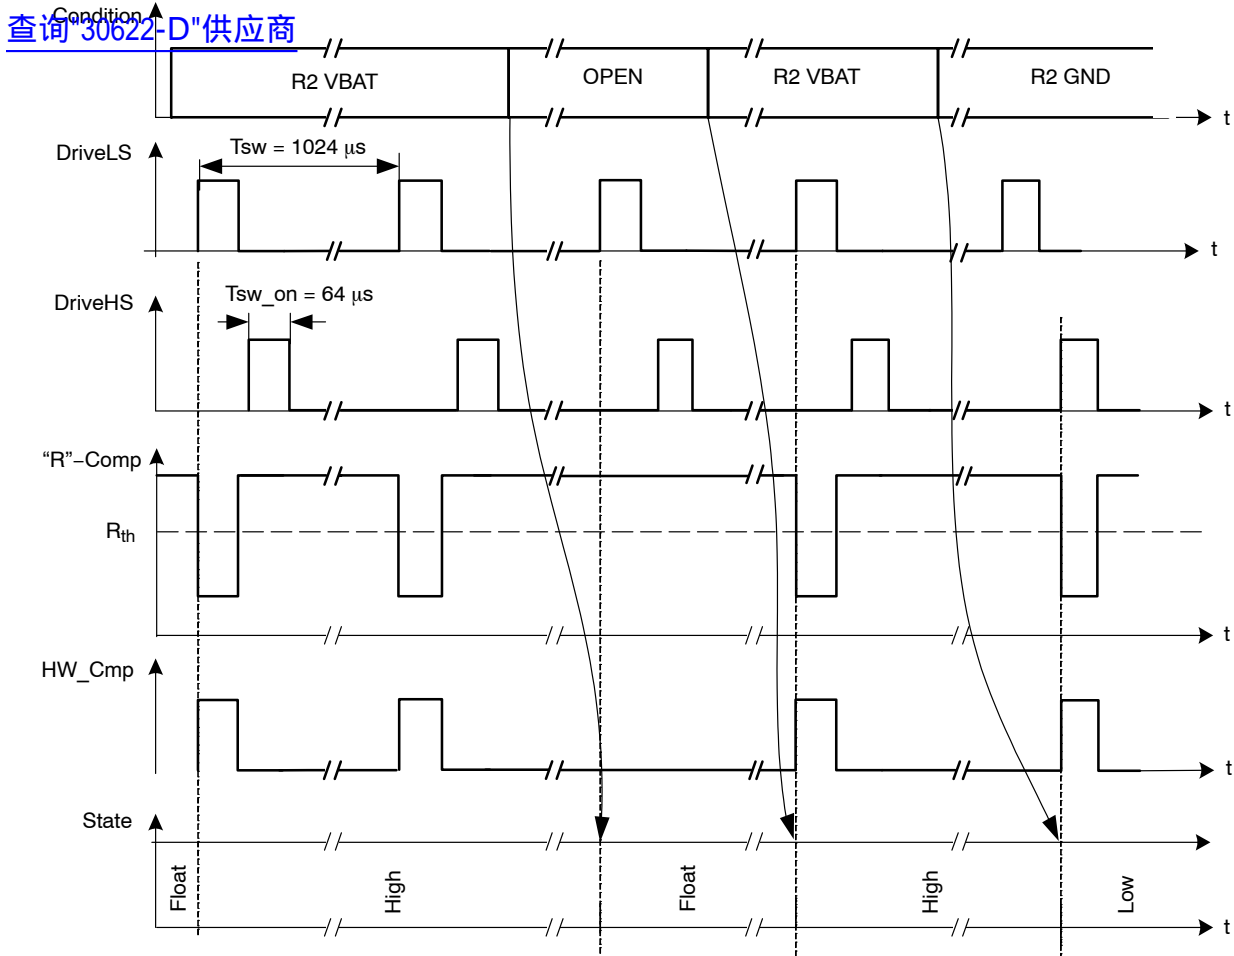 Condition
查询"30622-D"供应商
R2 VBAT
OPEN
R2 VBAT
R2 GND
t
DriveLS
Tsw = 1024 µs
t
DriveHS
Tsw_on = 64 µs
t
“R”–Comp
Rth
t
HW_Cmp
t
State
Float
High
Float
High
Low
t